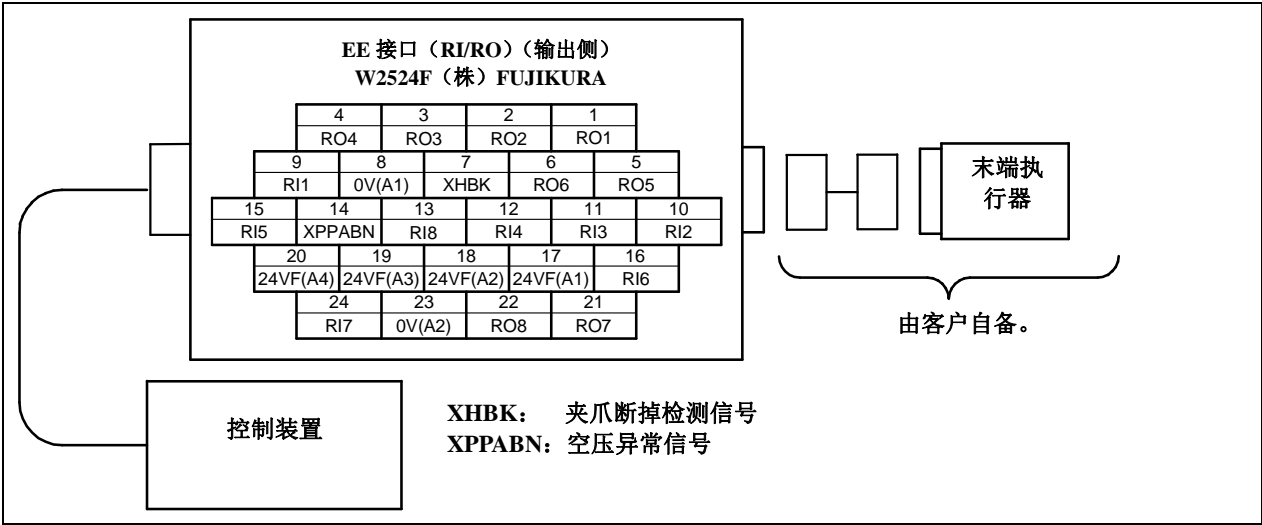 EE 接口（RI/RO）（输出侧）
W2524F（株）FUJIKURA
4 3 2 1
RO4 RO3 RO2 RO1
9 8 7 6 5
RI1 0V(A1) XHBK RO6 RO5
15 14 13 12 11 10
RI5 XPPABN RI8 RI4 RI3 RI2
20 19 18 17 16
24VF(A4) 24VF(A3) 24VF(A2) 24VF(A1) RI6
24 23 22 21
RI7 0V(A2) RO8 RO7
末端执
行器
由客户自备。
控制装置
XHBK： 夹爪断掉检测信号
XPPABN：空压异常信号